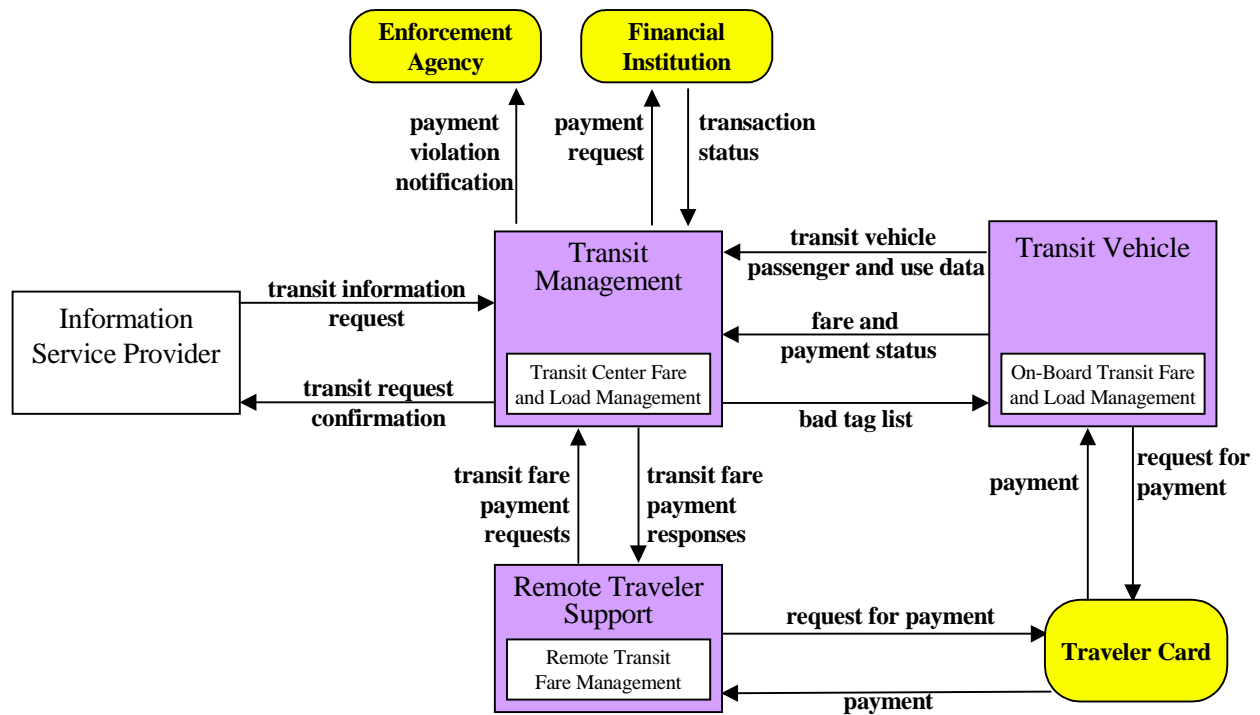 Enforcement
Agency
Financial
Institution
payment
violation
notification
payment
request
transaction
status
Transit
Management
Transit Vehicle
transit vehicle
passenger and use data
transit information
request
Information
Service Provider
fare and
payment status
Transit Center Fare
and Load Management
On-Board Transit Fare
and Load Management
transit request
confirmation
bad tag list
transit fare
payment
requests
transit fare
payment
responses
payment
request for
payment
Remote Traveler
Support
request for payment
Remote Transit
Fare Management
Traveler Card
payment